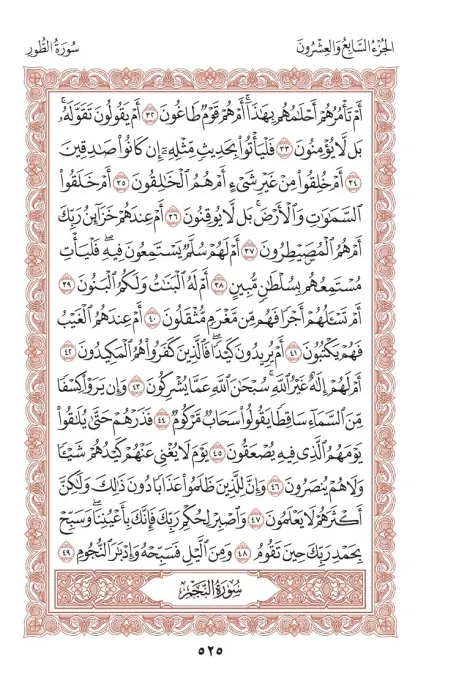 الجُزْءُ السَّابِعُ وَالعِشْرُونَ سُورَةُ الطُّورِ
أَمْ تَأْمُرُهُمْ أَحْلَٰمُهُم بِهَٰذَآ ۚ أَمْ هُمْ قَوْمٌ طَاغُونَ ٣٢ أَمْ يَقُولُونَ تَقَوَّلَهُۥ ۚ
بَل لَّا يُؤْمِنُونَ ٣٣ فَلْيَأْتُوا۟ بِحَدِيثٍ مِّثْلِهِۦٓ إِن كَانُوا۟ صَٰدِقِينَ
٣٤ أَمْ خُلِقُوا۟ مِنْ غَيْرِ شَىْءٍ أَمْ هُمُ ٱلْخَٰلِقُونَ ٣٥ أَمْ خَلَقُوا۟
ٱلسَّمَٰوَٰتِ وَٱلْأَرْضَ ۚ بَل لَّا يُوقِنُونَ ٣٦ أَمْ عِندَهُمْ خَزَآئِنُ رَبِّكَ
أَمْ هُمُ ٱلْمُصَۣيْطِرُونَ ٣٧ أَمْ لَهُمْ سُلَّمٌ يَسْتَمِعُونَ فِيهِ ۖ فَلْيَأْتِ
مُسْتَمِعُهُم بِسُلْطَٰنٍ مُّبِينٍ ٣٨ أَمْ لَهُ ٱلْبَنَٰتُ وَلَكُمُ ٱلْبَنُونَ ٣٩
أَمْ تَسْـَٔلُهُمْ أَجْرًا فَهُم مِّن مَّغْرَمٍ مُّثْقَلُونَ ٤٠ أَمْ عِندَهُمُ ٱلْغَيْبُ
فَهُمْ يَكْتُبُونَ ٤١ أَمْ يُرِيدُونَ كَيْدًا ۖ فَٱلَّذِينَ كَفَرُوا۟ هُمُ ٱلْمَكِيدُونَ ٤٢
أَمْ لَهُمْ إِلَٰهٌ غَيْرُ ٱللَّهِ ۚ سُبْحَٰنَ ٱللَّهِ عَمَّا يُشْرِكُونَ ٤٣ وَإِن يَرَوْا۟ كِسْفًا
مِّنَ ٱلسَّمَآءِ سَاقِطًا يَقُولُوا۟ سَحَابٌ مَّرْكُومٌ ٤٤ فَذَرْهُمْ حَتَّىٰ يُلَٰقُوا۟
يَوْمَهُمُ ٱلَّذِى فِيهِ يُصْعَقُونَ ٤٥ يَوْمَ لَا يُغْنِى عَنْهُمْ كَيْدُهُمْ شَيْـًٔا
وَلَا هُمْ يُنصَرُونَ ٤٦ وَإِنَّ لِلَّذِينَ ظَلَمُوا۟ عَذَابًا دُونَ ذَٰلِكَ وَلَٰكِنَّ
أَكْثَرَهُمْ لَا يَعْلَمُونَ ٤٧ وَٱصْبِرْ لِحُكْمِ رَبِّكَ فَإِنَّكَ بِأَعْيُنِنَا ۖ وَسَبِّحْ
بِحَمْدِ رَبِّكَ حِينَ تَقُومُ ٤٨ وَمِنَ ٱلَّيْلِ فَسَبِّحْهُ وَإِدْبَٰرَ ٱلنُّجُومِ ٤٩
سُورَةُ النَّجْمِ
٥٢٥